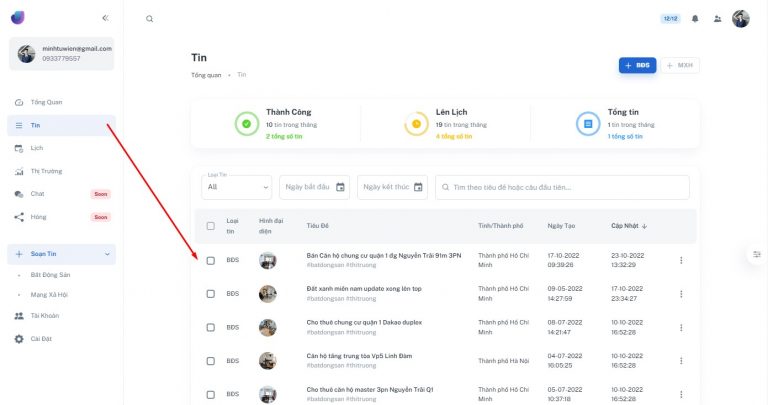 12/12
minhtuwien@gmail.com
0933779557
Tin
Tổng quan • Tin
+ BĐS
+ MXH
Tổng Quan
Tin
Lịch
Thị Trường
Chat
Soon
Hóng
Soon
Soạn Tin
Bất Động Sản
Mạng Xã Hội
Tài Khoản
Cài Đặt
Thành Công
10 tin trong tháng
2 tổng số tin
Lên Lịch
19 tin trong tháng
4 tổng số tin
Tổng tin
1 tin trong tháng
1 tổng số tin
Loại Tin
All
Ngày bắt đầu
Ngày kết thúc
Tìm theo tiêu đề hoặc câu đầu tiên...
Loại tin
Hình đại diện
Tiêu Đề
Tỉnh/Thành phố
Ngày Tạo
Cập Nhật
BĐS
Bán Căn hộ chung cư quận 1 đg Nguyễn Trãi 91m 3PN
#batdongsan #thitruong
Thành phố Hồ Chí Minh
17-10-2022
09:39:26
23-10-2022
13:32:29
BĐS
Đất xanh miền nam update xong lên top
#batdongsan #thitruong
Thành phố Hồ Chí Minh
09-05-2022
14:27:59
17-10-2022
23:34:27
BĐS
Cho thuê chung cư quận 1 Dakao duplex
#batdongsan #thitruong
Thành phố Hồ Chí Minh
08-07-2022
14:21:47
10-10-2022
16:52:28
BĐS
Căn hộ tầng trung tòa Vp5 Linh Đàm
#batdongsan #thitruong
Thành phố Hà Nội
04-07-2022
16:05:25
10-10-2022
16:52:28
BĐS
Cho thuê căn hộ master 3pn Nguyễn Trãi Q1
#batdongsan #thitruong
Thành phố Hồ Chí Minh
05-07-2022
10:37:18
10-10-2022
16:52:28